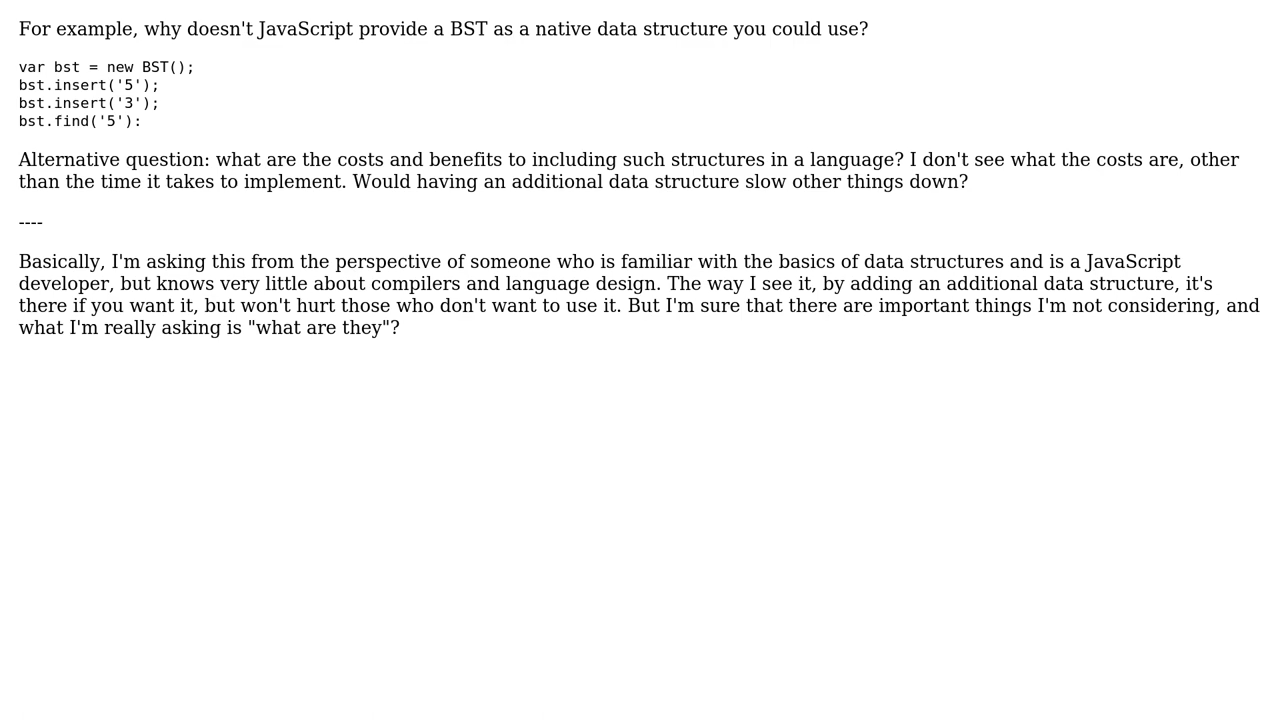 For example, why doesn't JavaScript provide a BST as a native data structure you could use?
var bst = new BST();
bst.insert('5');
bst.insert('3');
bst.find('5'):
Alternative question: what are the costs and benefits to including such structures in a language? I don't see what the costs are, other
than the time it takes to implement. Would having an additional data structure slow other things down?
----
Basically, I'm asking this from the perspective of someone who is familiar with the basics of data structures and is a JavaScript
developer, but knows very little about compilers and language design. The way I see it, by adding an additional data structure, it's
there if you want it, but won't hurt those who don't want to use it. But I'm sure that there are important things I'm not considering, and
what I'm really asking is "what are they"?